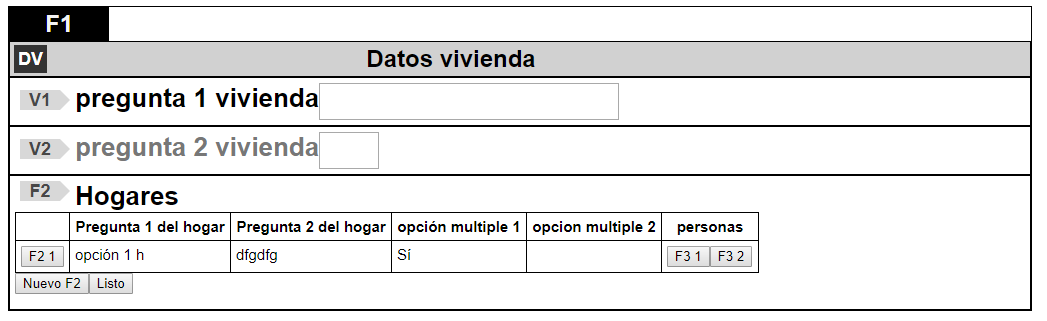 F1
DV Datos vivienda
V1 pregunta 1 vivienda
V2 pregunta 2 vivienda
F2 Hogares
Pregunta 1 del hogar Pregunta 2 del hogar opción multiple 1 opcion multiple 2 personas
F2 1 opción 1 h dfgdfg Sí F3 1 F3 2
Nuevo F2 Listo